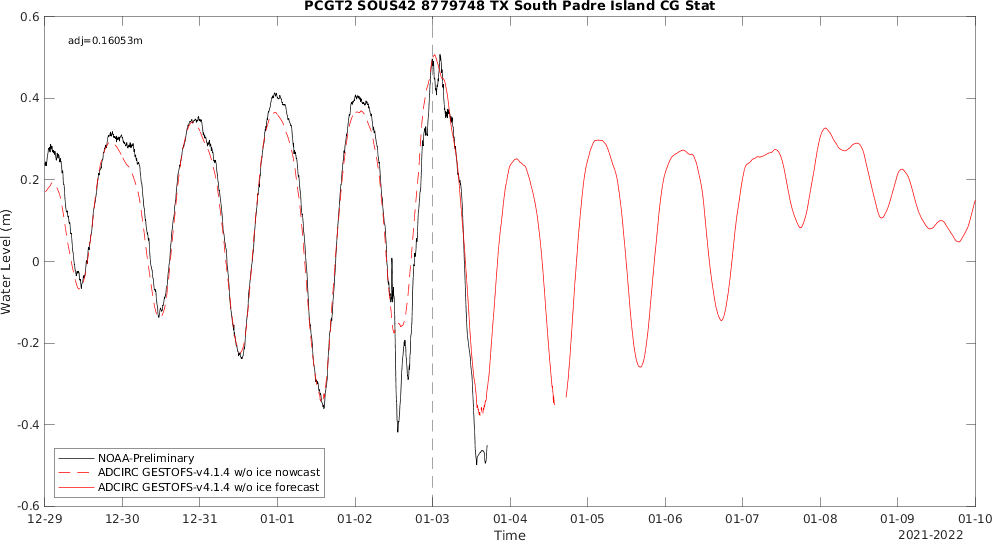 PCGT2 SOUS42 8779748 TX South Padre Island CG Stat
adj=0.16053m
0.6
0.4
0.2
0
-0.2
-0.4
-0.6
Water Level (m)
NOAA-Preliminary
ADCIRC GESTOFS-v4.1.4 w/o ice nowcast
ADCIRC GESTOFS-v4.1.4 w/o ice forecast
12-29 12-30 12-31 01-01 01-02 01-03 01-04 01-05 01-06 01-07 01-08 01-09 01-10
Time
2021-2022